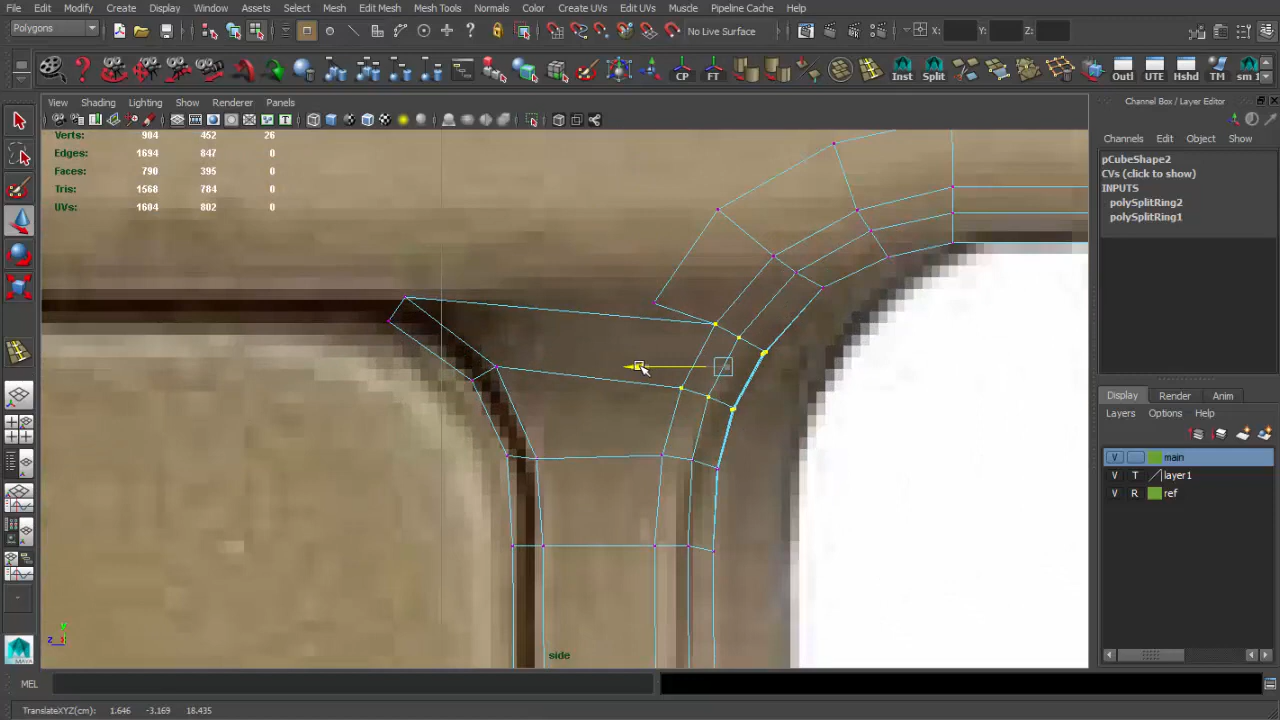 File Edit Modify Create Display Window Assets Select Mesh Edit Mesh Mesh Tools Normals Color Create UVs Edit UVs Muscle Pipeline Cache Help
Polygons No Live Surface X: Y: Z:
CP FT Inst Split Outl UTE Hshd TM sm 1
View Shading Lighting Show Renderer Panels
Channel Box / Layer Editor
Verts: 904 452 26
Edges: 1694 847 0
Faces: 790 395 0
Tris: 1568 784 0
UVs: 1604 802 0
Channels Edit Object Show
pCubeShape2
CVs (click to show)
INPUTS
polySplitRing2
polySplitRing1
Display Render Anim
Layers Options Help
V main
V T layer1
V R ref
y
z x
side
MEL
TranslateXYZ(cm): 1.646 -3.169 18.435